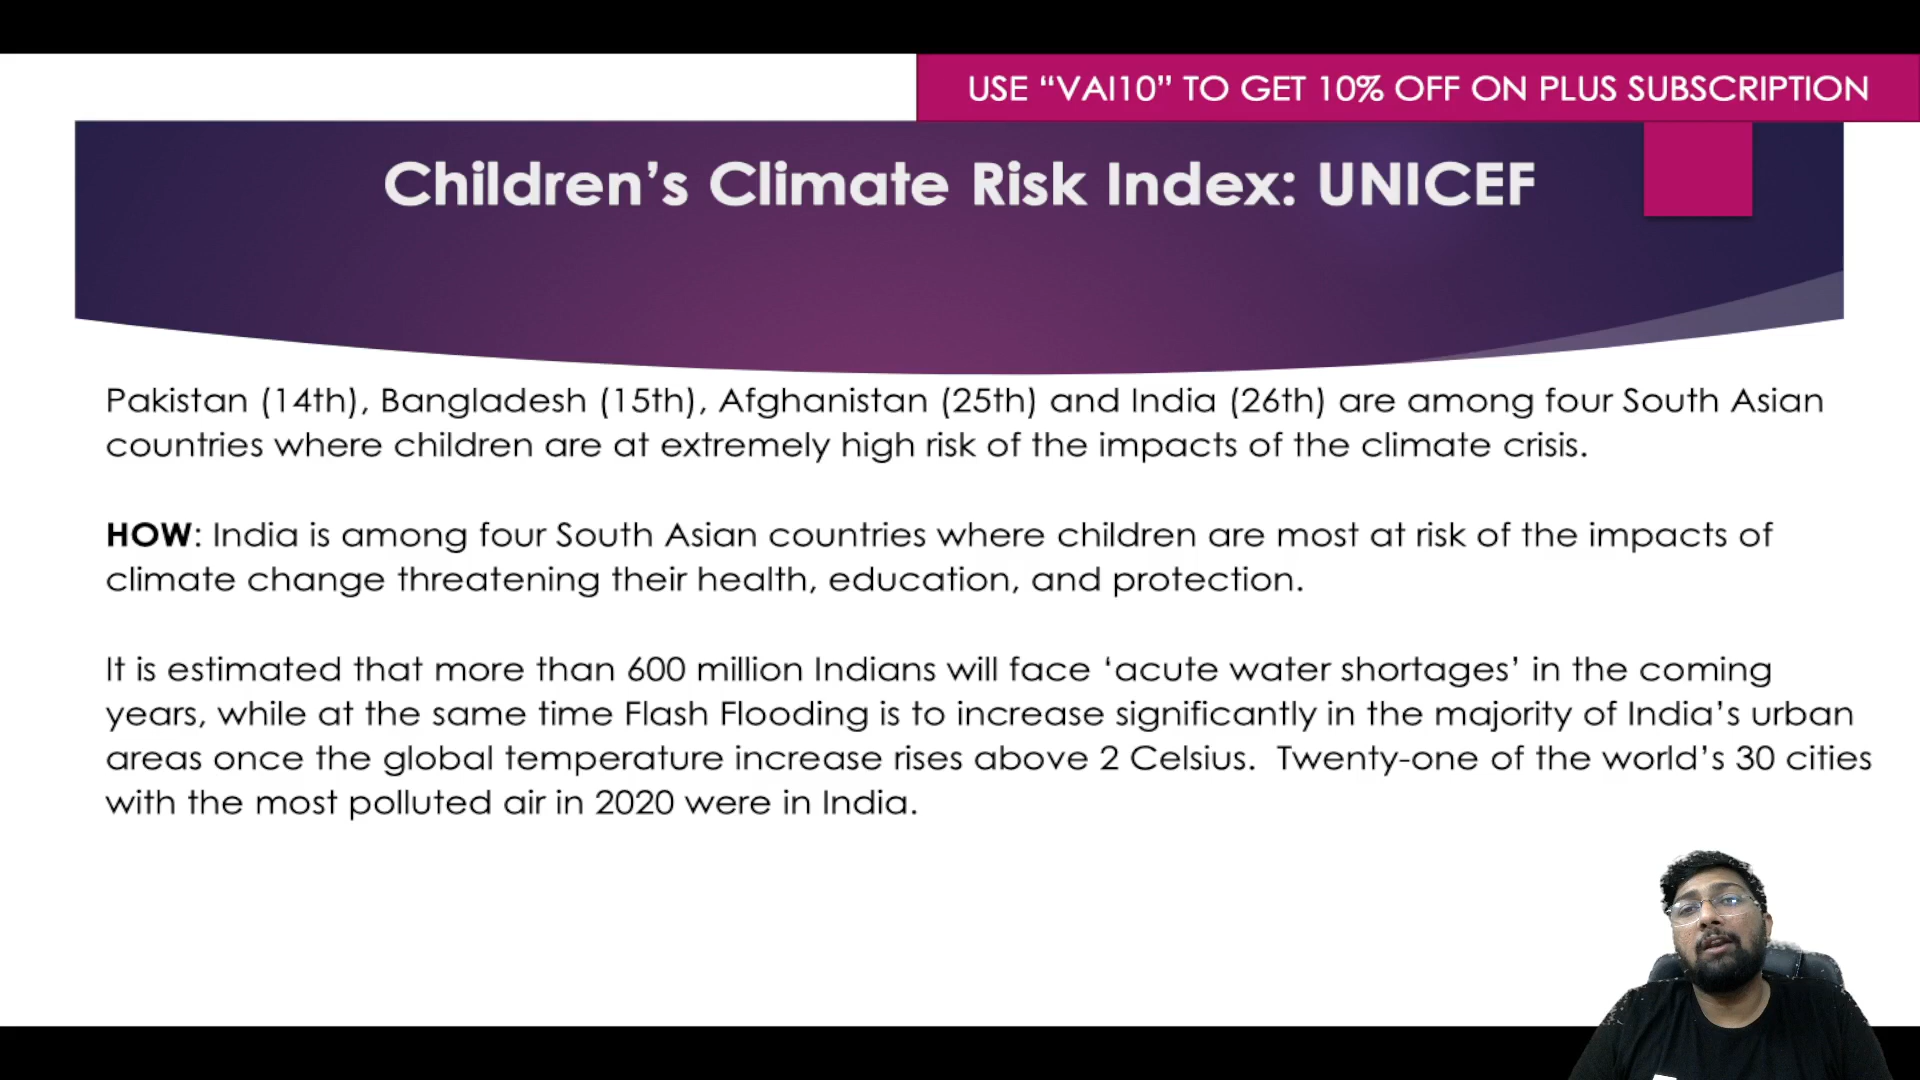 USE “VAI10” TO GET 10% OFF ON PLUS SUBSCRIPTION
Children’s Climate Risk Index: UNICEF
Pakistan (14th), Bangladesh (15th), Afghanistan (25th) and India (26th) are among four South Asian
countries where children are at extremely high risk of the impacts of the climate crisis.
HOW: India is among four South Asian countries where children are most at risk of the impacts of
climate change threatening their health, education, and protection.
It is estimated that more than 600 million Indians will face ‘acute water shortages’ in the coming
years, while at the same time Flash Flooding is to increase significantly in the majority of India’s urban
areas once the global temperature increase rises above 2 Celsius.  Twenty-one of the world’s 30 cities
with the most polluted air in 2020 were in India.